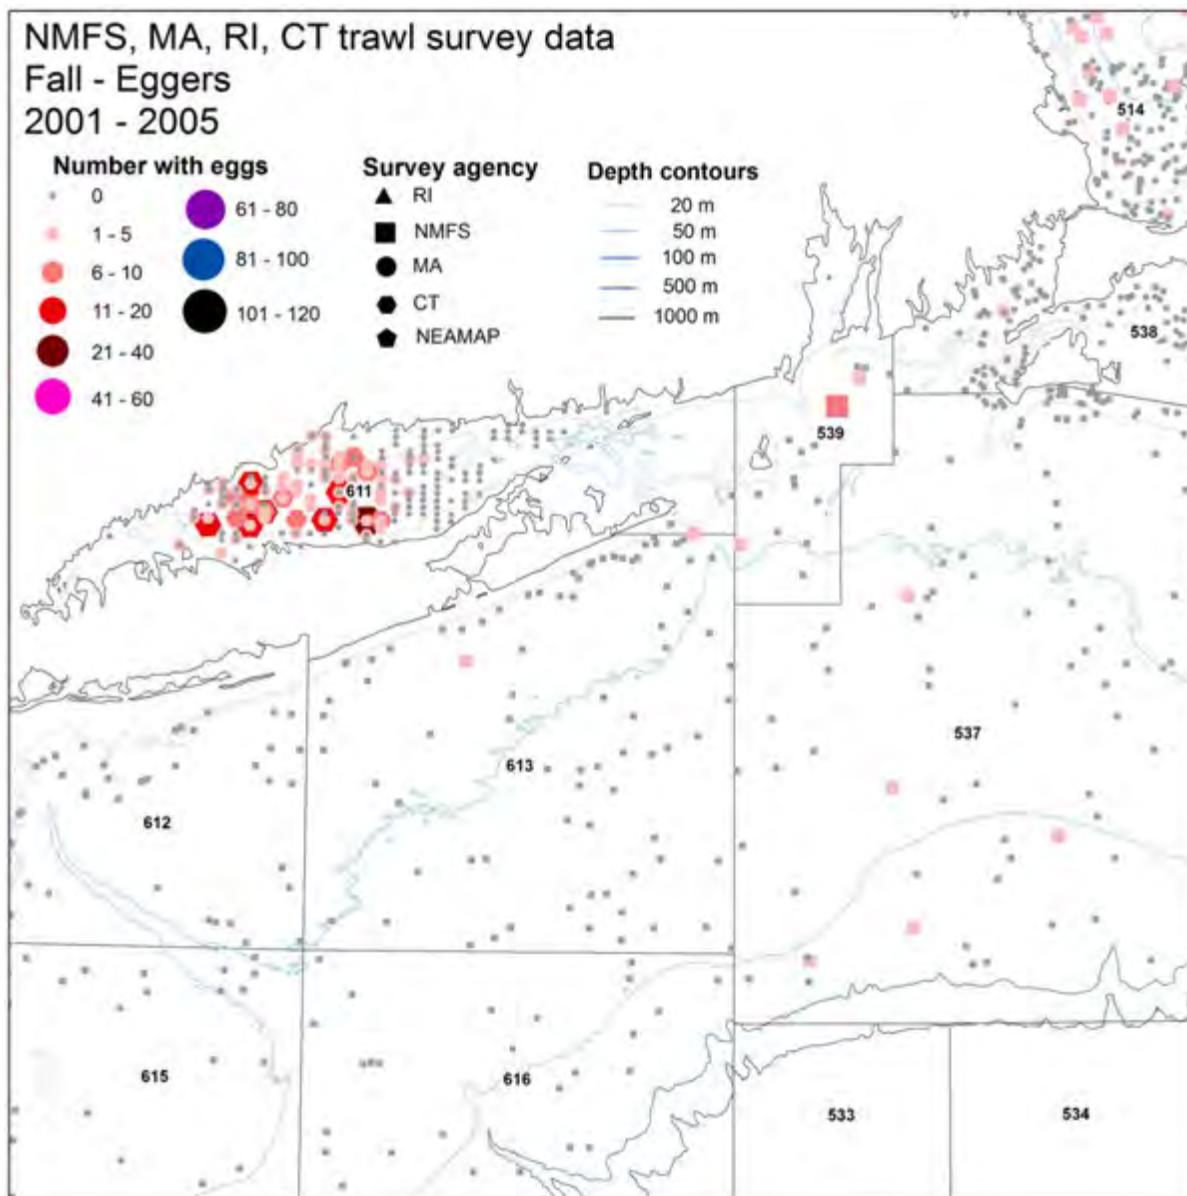 NMFS, MA, RI, CT trawl survey data
Fall - Eggers
2001 - 2005
Number with eggs
0
1 - 5
6 - 10
11 - 20
21 - 40
41 - 60
61 - 80
81 - 100
101 - 120
Survey agency
RI
NMFS
MA
CT
NEAMAP
Depth contours
20 m
50 m
100 m
500 m
1000 m
514
538
539
611
537
613
612
615
616
533
534